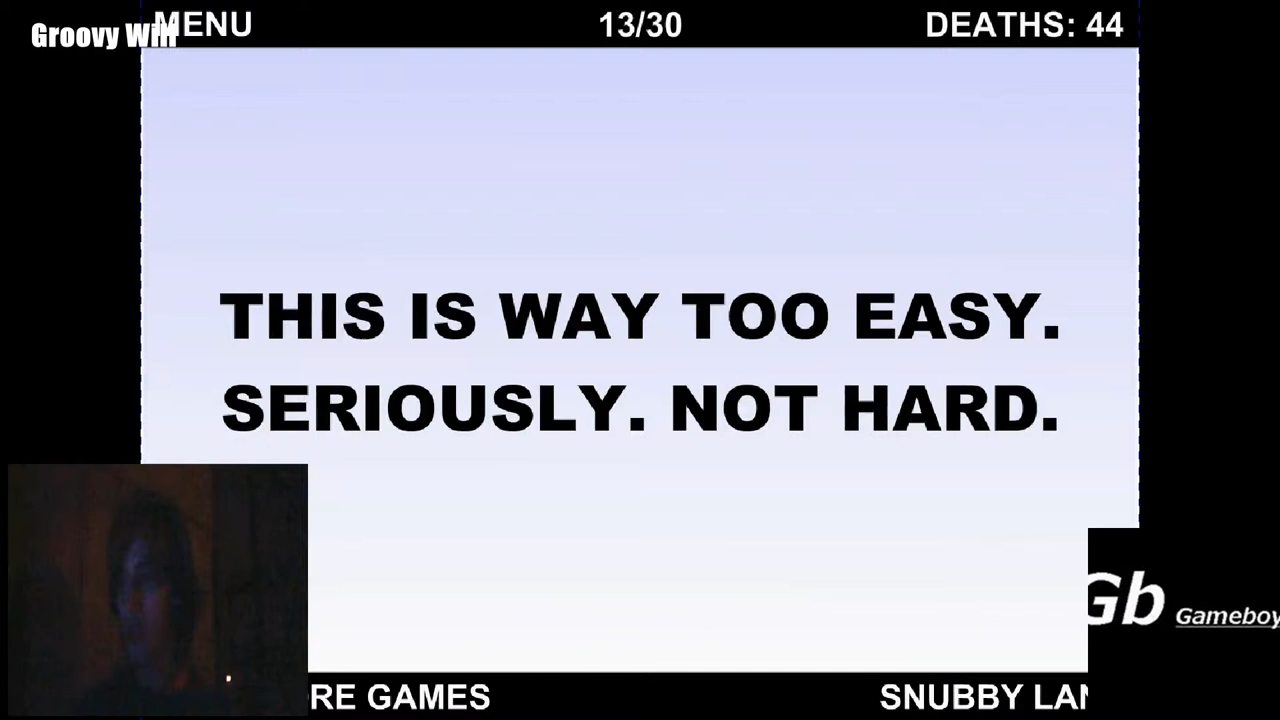 MENU
Groovy Will
13/30
DEATHS: 44
THIS IS WAY TOO EASY.
SERIOUSLY. NOT HARD.
Gb Gameboy
RE GAMES
SNUBBY LAN